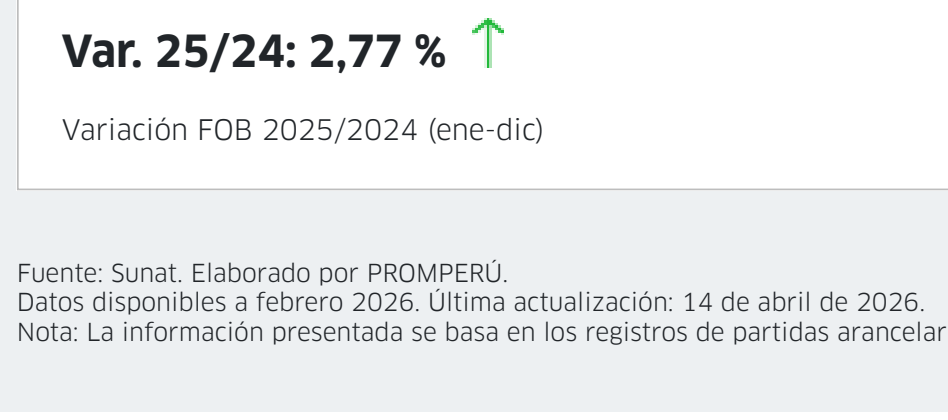 Var. 25/24: 2,77 %
Variación FOB 2025/2024 (ene-dic)
Fuente: Sunat. Elaborado por PROMPERÚ.
Datos disponibles a febrero 2026. Última actualización: 14 de abril de 2026.
Nota: La información presentada se basa en los registros de partidas arancelar